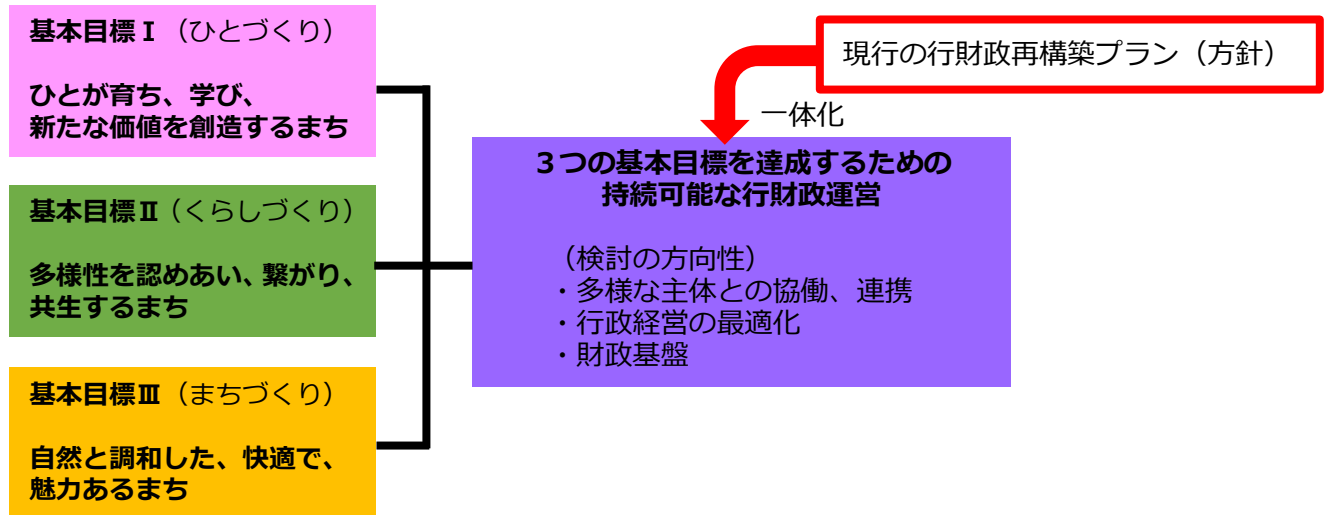 基本目標Ⅰ（ひとづくり）
ひとが育ち、学び、
新たな価値を創造するまち
基本目標Ⅱ（くらしづくり）
多様性を認めあい、繋がり、
共生するまち
基本目標Ⅲ（まちづくり）
自然と調和した、快適で、
魅力あるまち
現行の行財政再構築プラン（方針）
一体化
３つの基本目標を達成するための
持続可能な行財政運営
（検討の方向性）
・多様な主体との協働、連携
・行政経営の最適化
・財政基盤